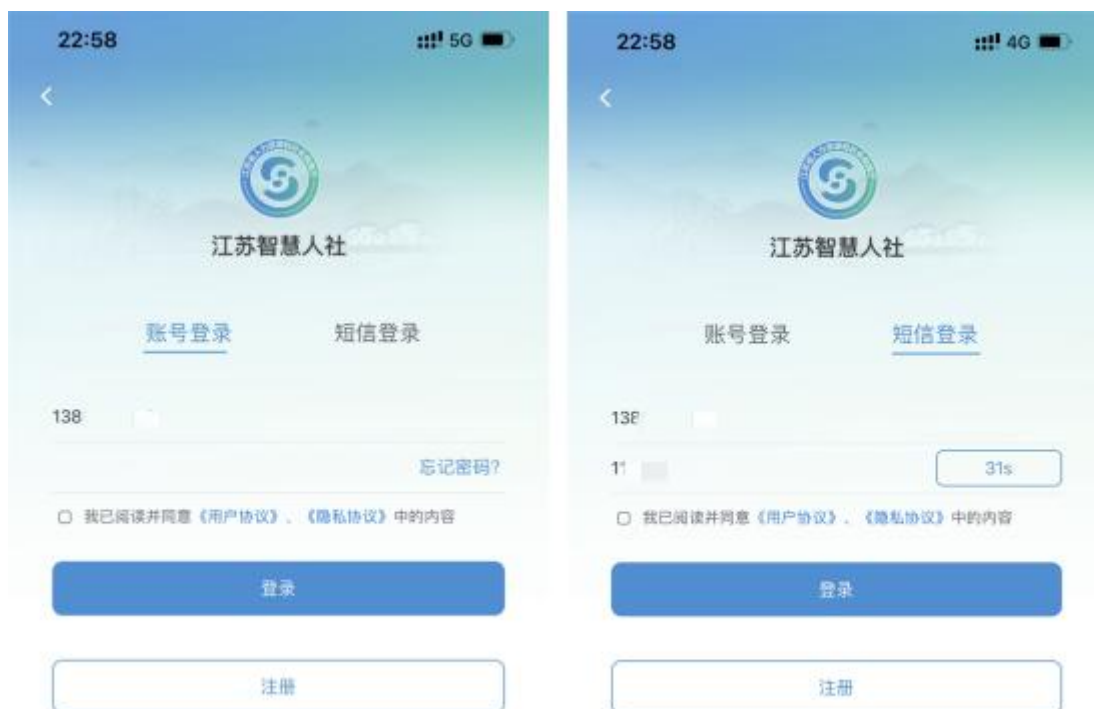 22:58
5G
江苏智慧人社
账号登录
短信登录
138
忘记密码?
我已阅读并同意《用户协议》、《隐私协议》中的内容
登录
注册
22:58
4G
江苏智慧人社
账号登录
短信登录
138
11
31s
我已阅读并同意《用户协议》、《隐私协议》中的内容
登录
注册